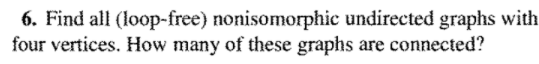 6. Find all (loop-free) nonisomorphic undirected graphs with
four vertices. How many of these graphs are connected?